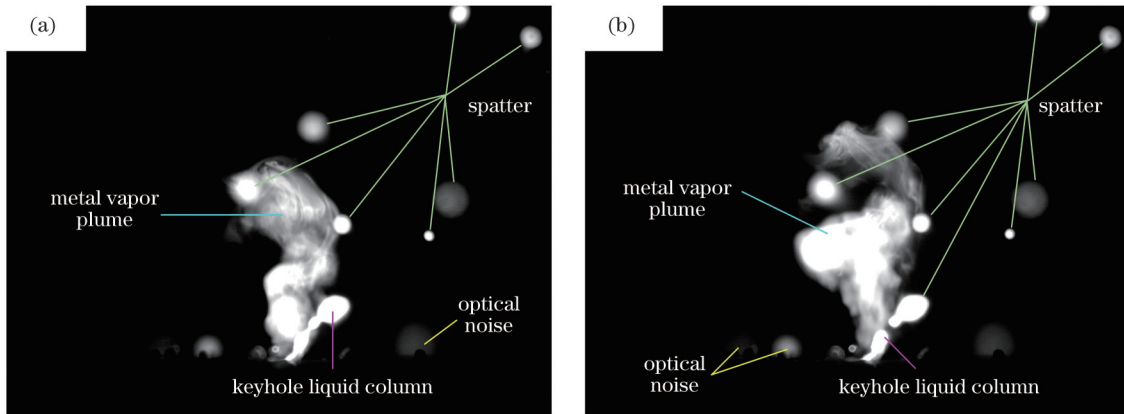 (a)
spatter
metal vapor
plume
optical
noise
keyhole liquid column
(b)
spatter
metal vapor
plume
optical
noise
keyhole liquid column